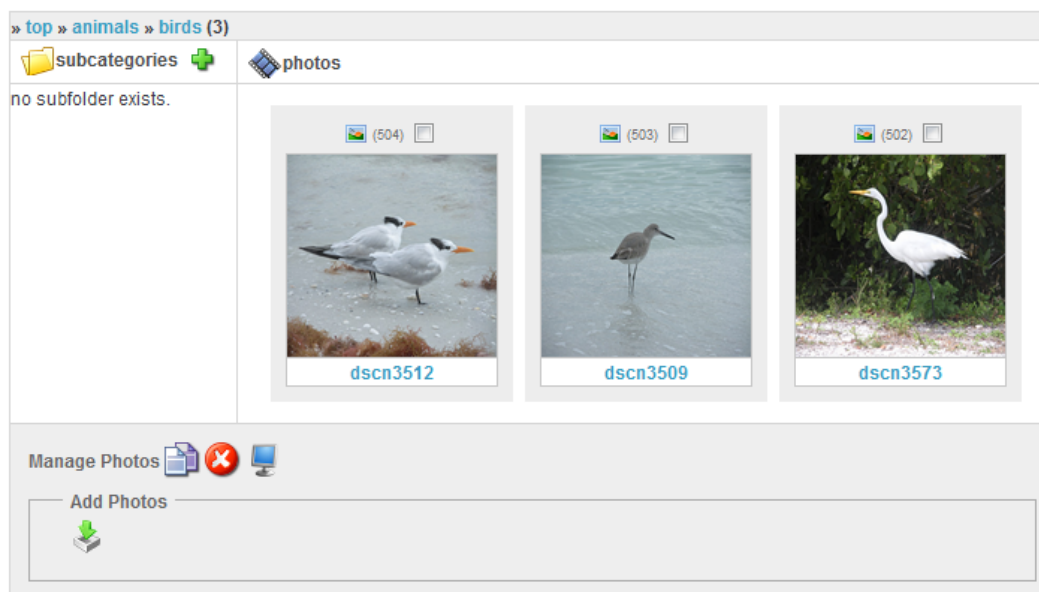 » top » animals » birds (3)
subcategories
photos
no subfolder exists.
(504)
(503)
(502)
dscn3512
dscn3509
dscn3573
Manage Photos
Add Photos